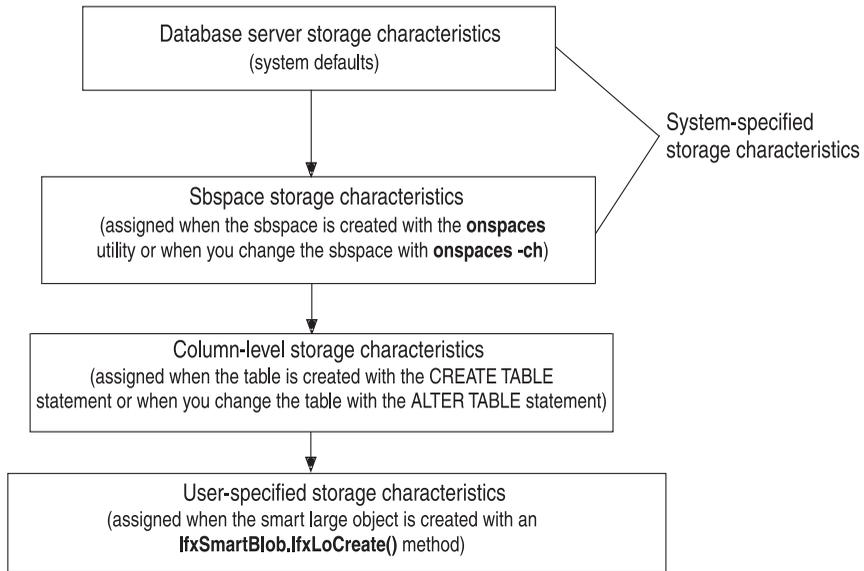 Database server storage characteristics
(system defaults)
System-specified
storage characteristics
Sbspace storage characteristics
(assigned when the sbspace is created with the onspaces
utility or when you change the sbspace with onspaces -ch)
Column-level storage characteristics
(assigned when the table is created with the CREATE TABLE
statement or when you change the table with the ALTER TABLE statement)
User-specified storage characteristics
(assigned when the smart large object is created with an
IfxSmartBlob.IfxLoCreate() method)